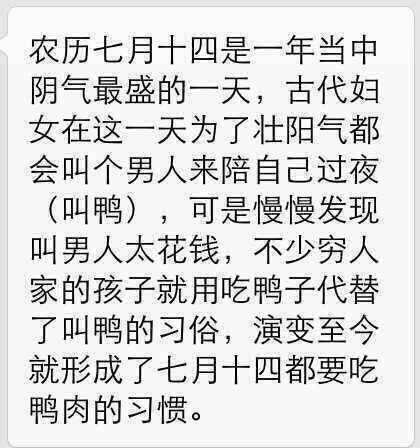 农历七月十四是一年当中
阴气最盛的一天，古代妇
女在这一天为了壮阳气都
会叫个男人来陪自己过夜
（叫鸭），可是慢慢发现
叫男人太花钱，不少穷人
家的孩子就用吃鸭子代替
了叫鸭的习俗，演变至今
就形成了七月十四都要吃
鸭肉的习惯。